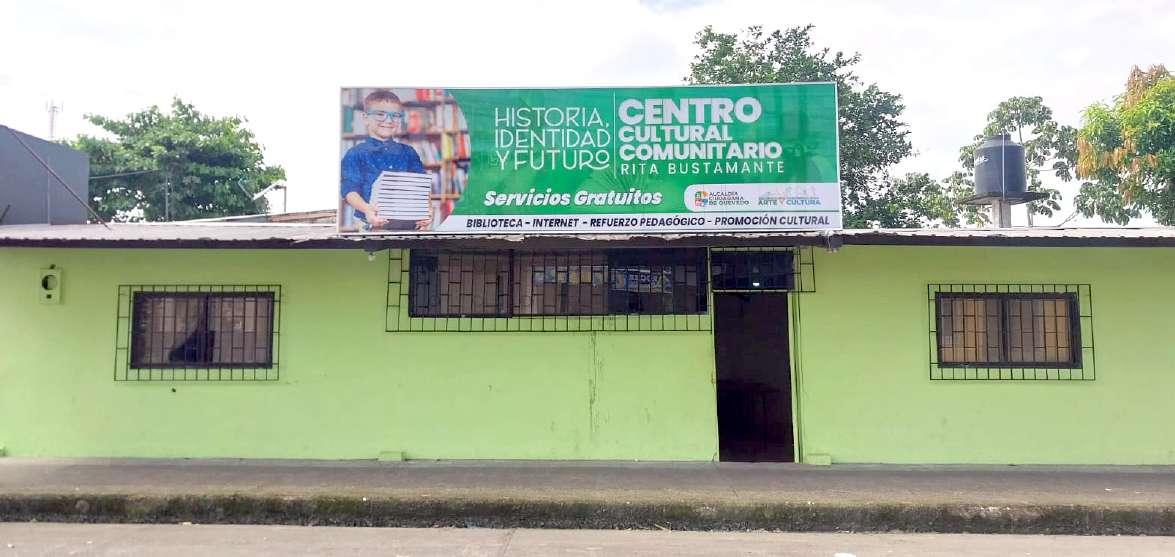 HISTORIA,
IDENTIDAD
Y FUTURO
CENTRO
CULTURAL
COMUNITARIO
RITA BUSTAMANTE
Servicios Gratuitos
ALCALDÍA
CIUDADANA
DE QUEVEDO
ARTE Y CULTURA
BIBLIOTECA - INTERNET - REFUERZO PEDAGÓGICO - PROMOCIÓN CULTURAL